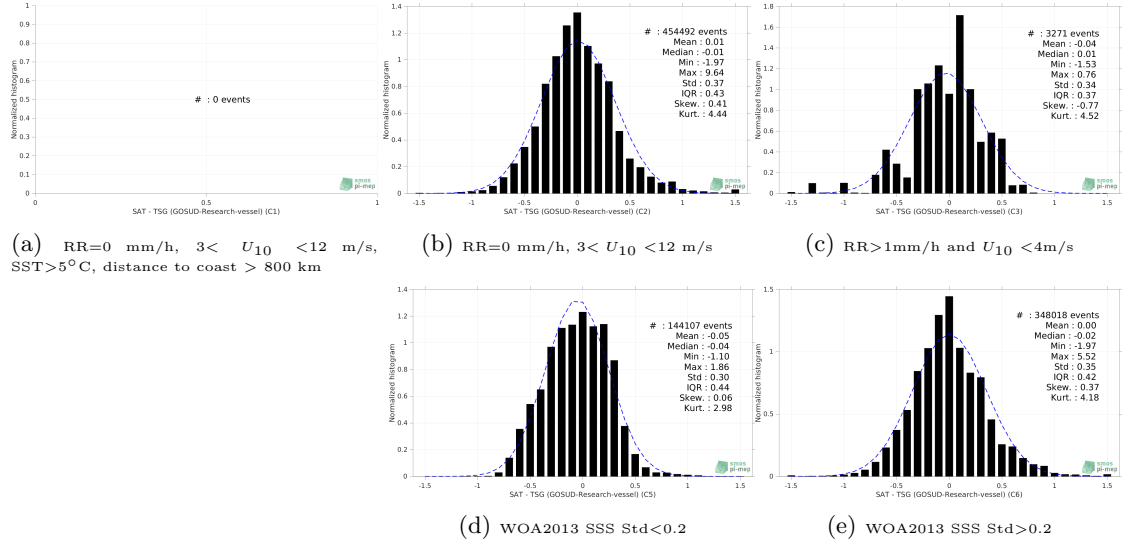 1
0.9
0.8
0.7
0.6
0.5
0.4
0.3
0.2
0.1
0
0 0.5 1
Normalized histogram
# : 0 events
SAT - TSG (GOSUD-Research-vessel) (C1)
smos
pi-mep
(a) RR=0 mm/h, 3< U10 <12 m/s,
SST>5°C, distance to coast > 800 km
1.4
1.2
1
0.8
0.6
0.4
0.2
0
-1.5 -1 -0.5 0 0.5 1 1.5
Normalized histogram
# : 454492 events
Mean : 0.01
Median : -0.01
Min : -1.97
Max : 9.64
Std : 0.37
IQR : 0.43
Skew. : 0.41
Kurt. : 4.44
SAT - TSG (GOSUD-Research-vessel) (C2)
smos
pi-mep
(b) RR=0 mm/h, 3< U10 <12 m/s
1.8
1.6
1.4
1.2
1
0.8
0.6
0.4
0.2
0
-1.5 -1 -0.5 0 0.5 1 1.5
Normalized histogram
# : 3271 events
Mean : -0.04
Median : 0.01
Min : -1.53
Max : 0.76
Std : 0.34
IQR : 0.37
Skew. : -0.77
Kurt. : 4.52
SAT - TSG (GOSUD-Research-vessel) (C3)
smos
pi-mep
(c) RR>1mm/h and U10 <4m/s
1.4
1.2
1
0.8
0.6
0.4
0.2
0
-1.5 -1 -0.5 0 0.5 1 1.5
Normalized histogram
# : 144107 events
Mean : -0.05
Median : -0.04
Min : -1.10
Max : 1.86
Std : 0.30
IQR : 0.44
Skew. : 0.06
Kurt. : 2.98
SAT - TSG (GOSUD-Research-vessel) (C5)
smos
pi-mep
(d) WOA2013 SSS Std<0.2
1.5
1
0.5
0
-1.5 -1 -0.5 0 0.5 1 1.5
Normalized histogram
# : 348018 events
Mean : 0.00
Median : -0.02
Min : -1.97
Max : 5.52
Std : 0.35
IQR : 0.42
Skew. : 0.37
Kurt. : 4.18
SAT - TSG (GOSUD-Research-vessel) (C6)
smos
pi-mep
(e) WOA2013 SSS Std>0.2